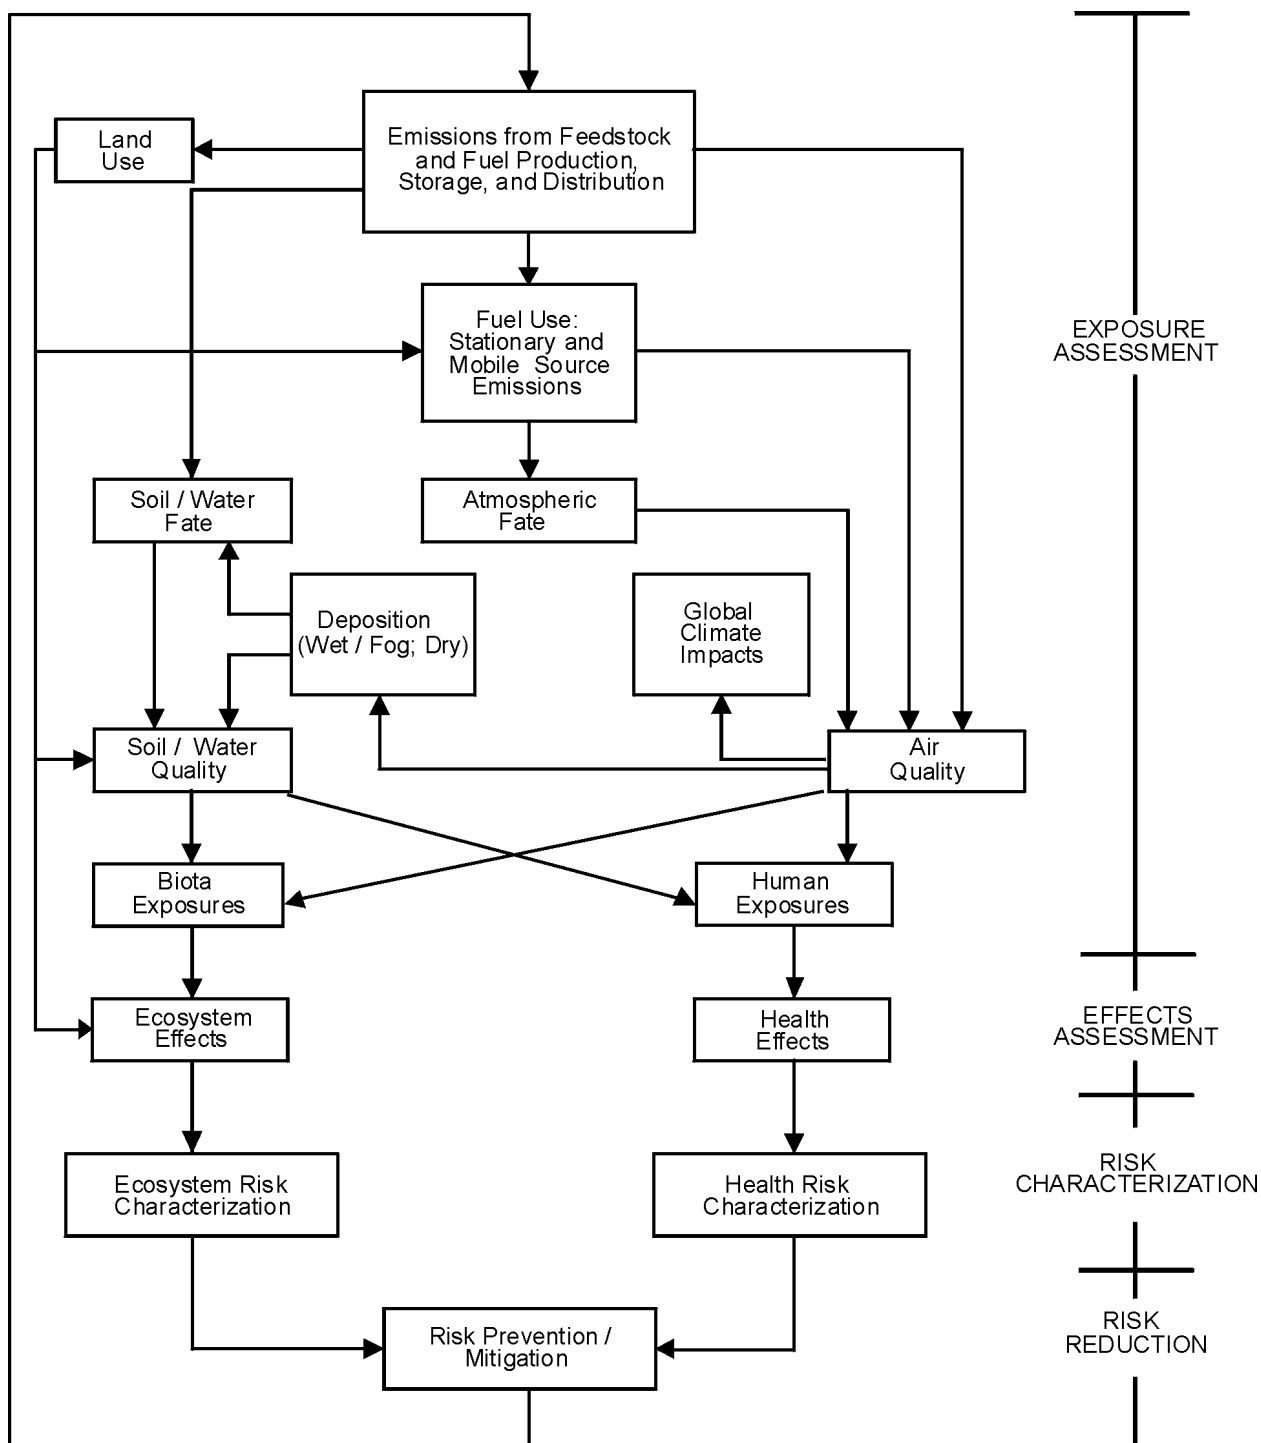 Land
Use
Emissions from Feedstock
and Fuel Production,
Storage, and Distribution
Fuel Use:
Stationary and
Mobile Source
Emissions
EXPOSURE
ASSESSMENT
Soil / Water
Fate
Atmospheric
Fate
Deposition
(Wet / Fog; Dry)
Global
Climate
Impacts
Soil / Water
Quality
Air
Quality
Biota
Exposures
Human
Exposures
Ecosystem
Effects
Health
Effects
EFFECTS
ASSESSMENT
Ecosystem Risk
Characterization
Health Risk
Characterization
RISK
CHARACTERIZATION
Risk Prevention /
Mitigation
RISK
REDUCTION